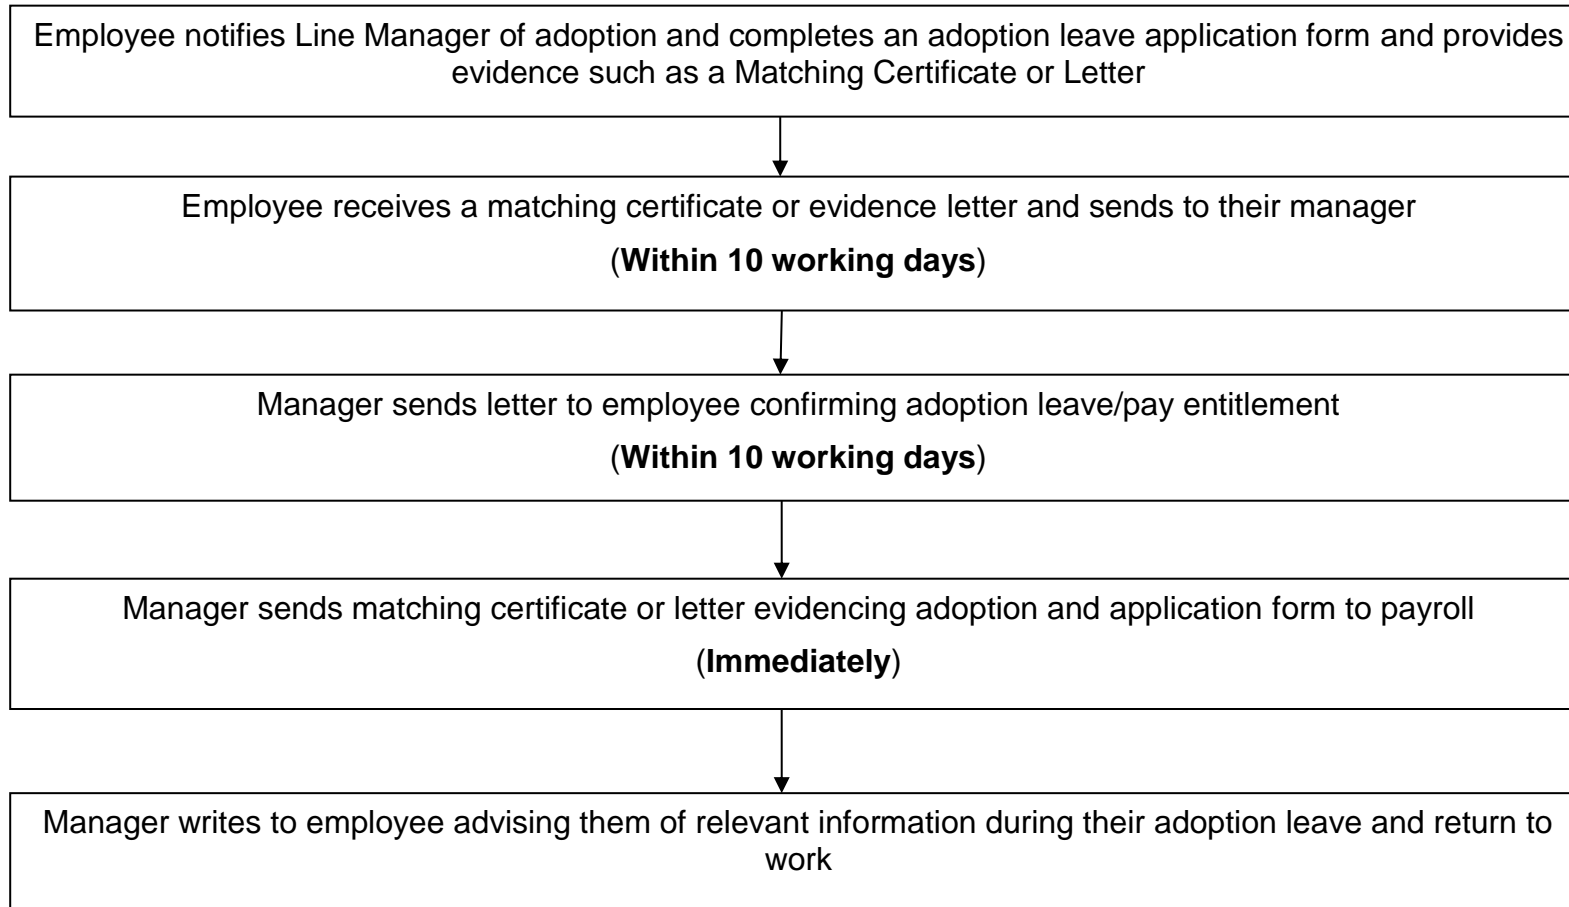 Employee notifies Line Manager of adoption and completes an adoption leave application form and provides
evidence such as a Matching Certificate or Letter
Employee receives a matching certificate or evidence letter and sends to their manager
(Within 10 working days)
Manager sends letter to employee confirming adoption leave/pay entitlement
(Within 10 working days)
Manager sends matching certificate or letter evidencing adoption and application form to payroll
(Immediately)
Manager writes to employee advising them of relevant information during their adoption leave and return to
work